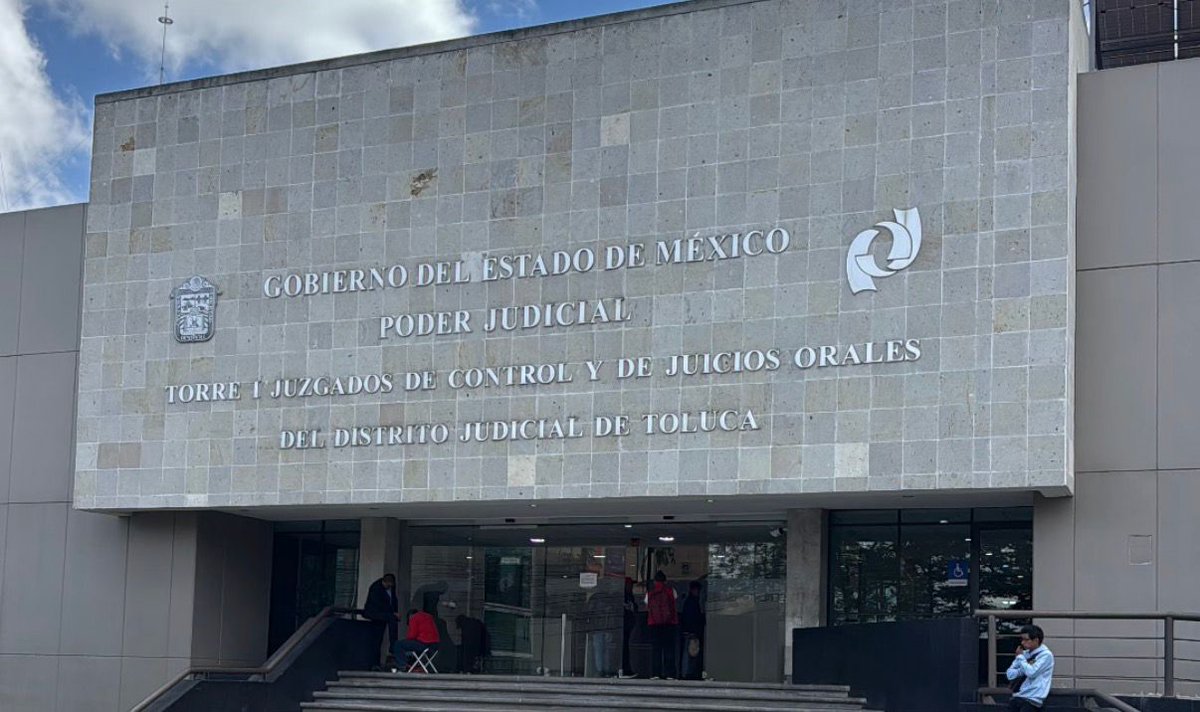 GOBIERNO DEL ESTADO DE MÉXICO
PODER JUDICIAL
TORRE I JUZGADOS DE CONTROL Y DE JUICIOS ORALES
DEL DISTRITO JUDICIAL DE TOLUCA